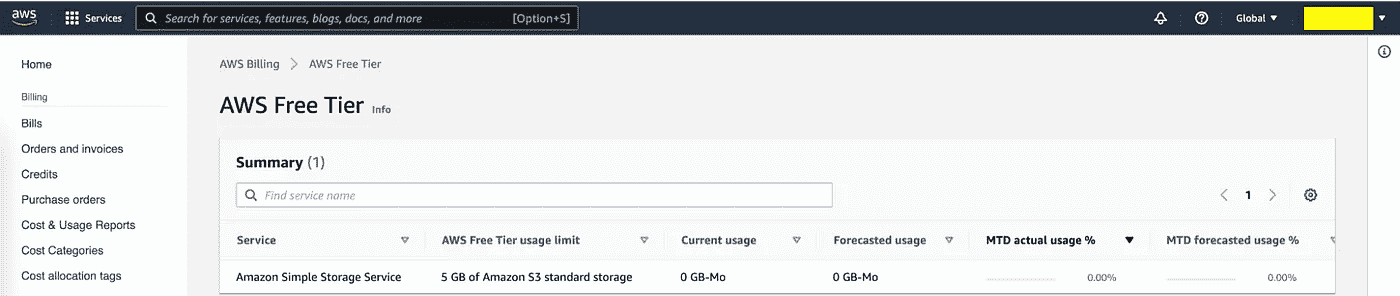 aws Services Search for services, features, blogs, docs, and more [Option+S] Global
Home
Billing
Bills
Orders and invoices
Credits
Purchase orders
Cost & Usage Reports
Cost Categories
Cost allocation tags
AWS Billing > AWS Free Tier
AWS Free Tier Info
Summary (1)
Find service name
< 1 >
Service AWS Free Tier usage limit Current usage Forecasted usage MTD actual usage % MTD forecasted usage %
Amazon Simple Storage Service 5 GB of Amazon S3 standard storage 0 GB-Mo 0 GB-Mo 0.00% 0.00%